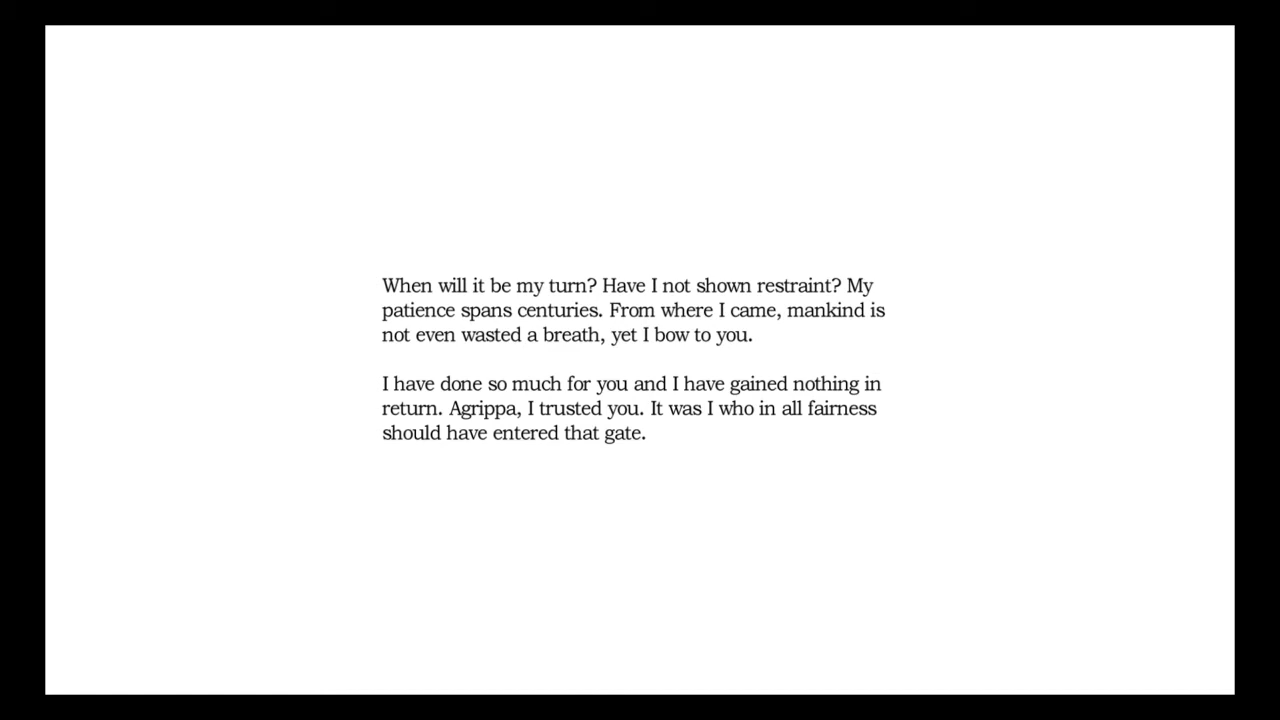 When will it be my turn? Have I not shown restraint? My
patience spans centuries. From where I came, mankind is
not even wasted a breath, yet I bow to you.
I have done so much for you and I have gained nothing in
return. Agrippa, I trusted you. It was I who in all fairness
should have entered that gate.